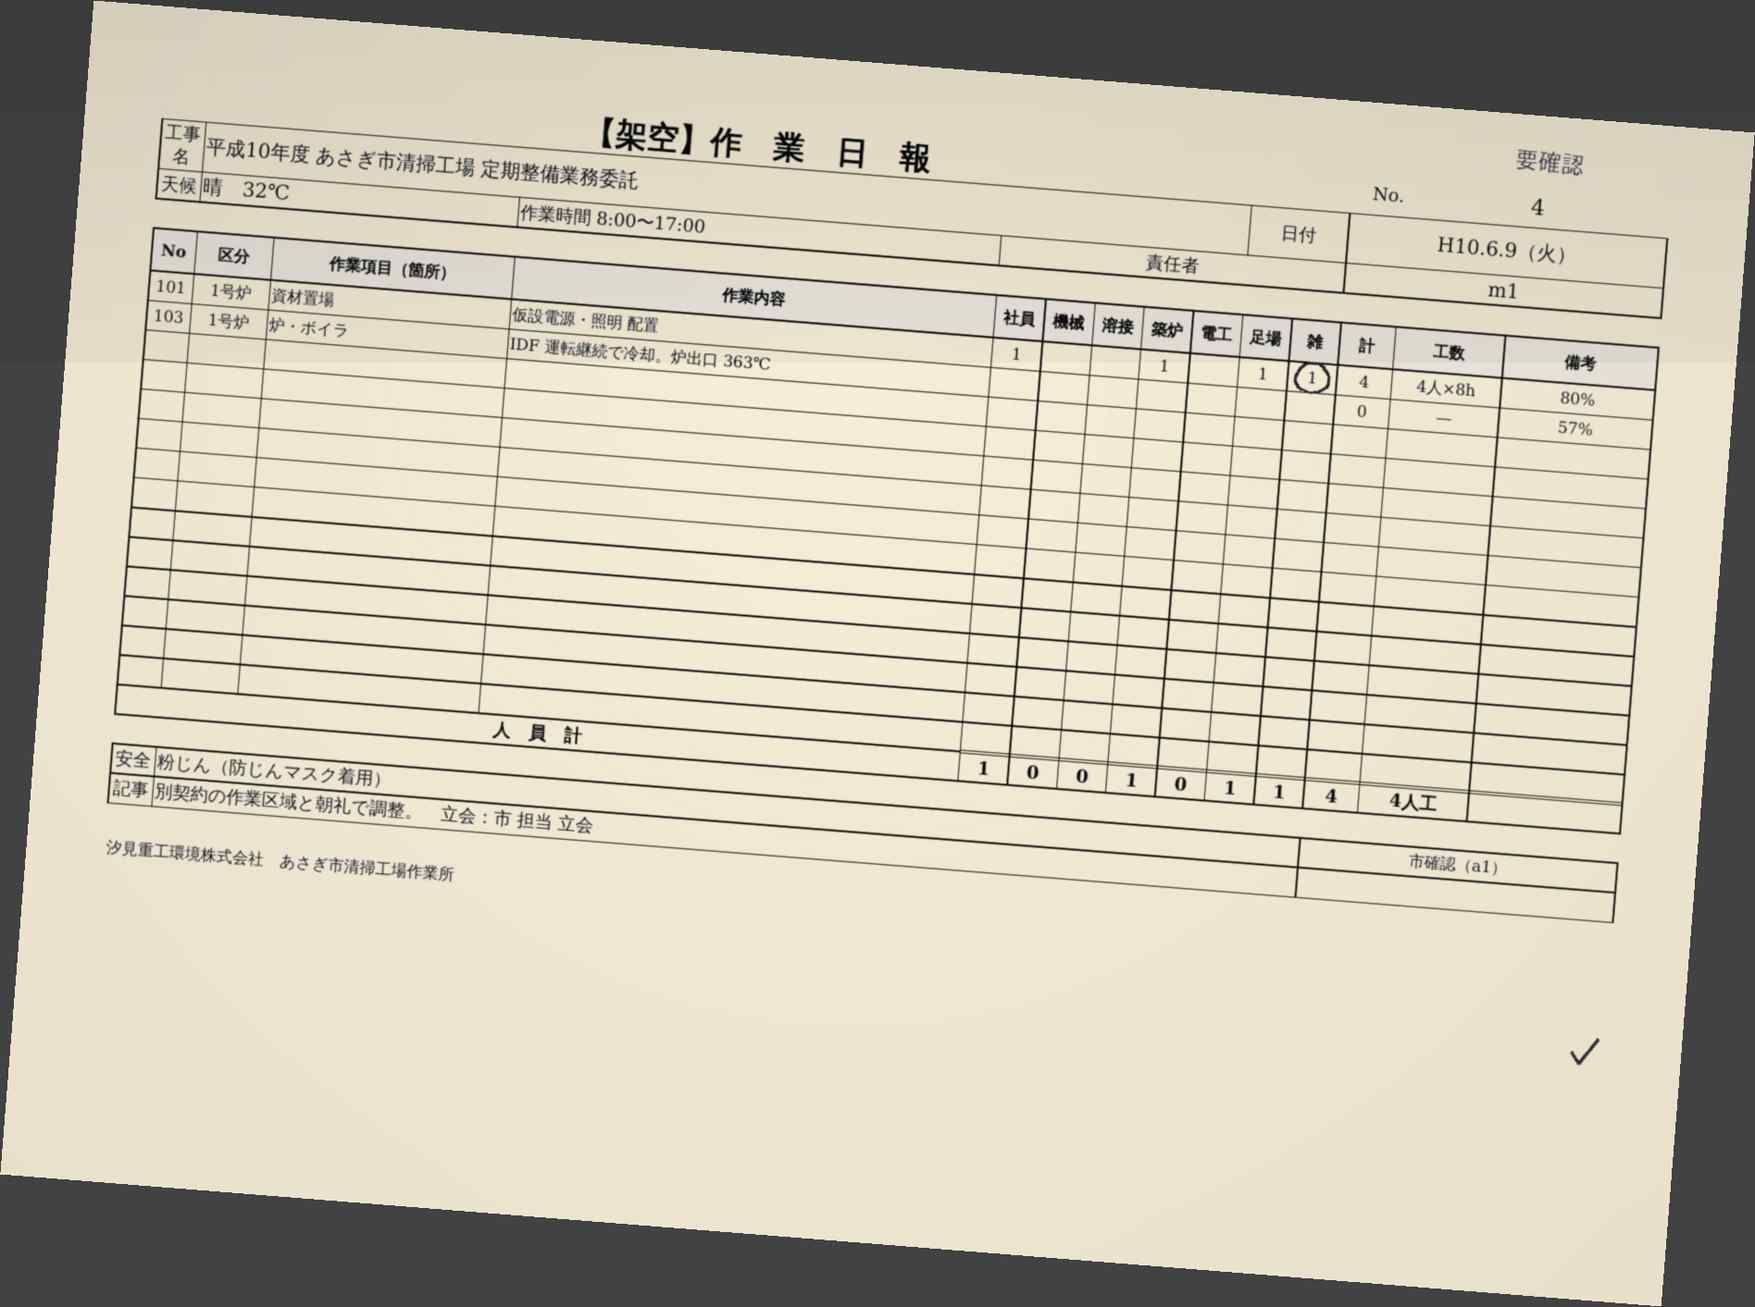 【架空】作 業 日 報
要確認
No. 4
工事名 平成10年度 あさぎ市清掃工場 定期整備業務委託 日付 H10.6.9（火）
天候 晴 32℃ 作業時間 8:00〜17:00 責任者 m1
No 区分 作業項目（箇所） 作業内容 社員 機械 溶接 築炉 電工 足場 雑 計 工数 備考
101 1号炉 資材置場 仮設電源・照明 配置 1 1 1 1 4 4人×8h 80%
103 1号炉 炉・ボイラ IDF 運転継続で冷却。炉出口 363℃ 0 — 57%
人 員 計 1 0 0 1 0 1 1 4 4人工
安全 粉じん（防じんマスク着用） 市確認（a1）
記事 別契約の作業区域と朝礼で調整。 立会：市 担当 立会
汐見重工環境株式会社 あさぎ市清掃工場作業所